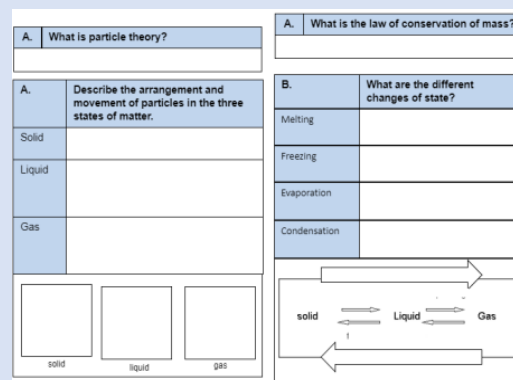 A. What is particle theory?
A. Describe the arrangement and
movement of particles in the three
states of matter.
Solid
Liquid
Gas
solid
liquid
gas
A. What is the law of conservation of mass?
B. What are the different
changes of state?
Melting
Freezing
Evaporation
Condensation
solid Liquid Gas